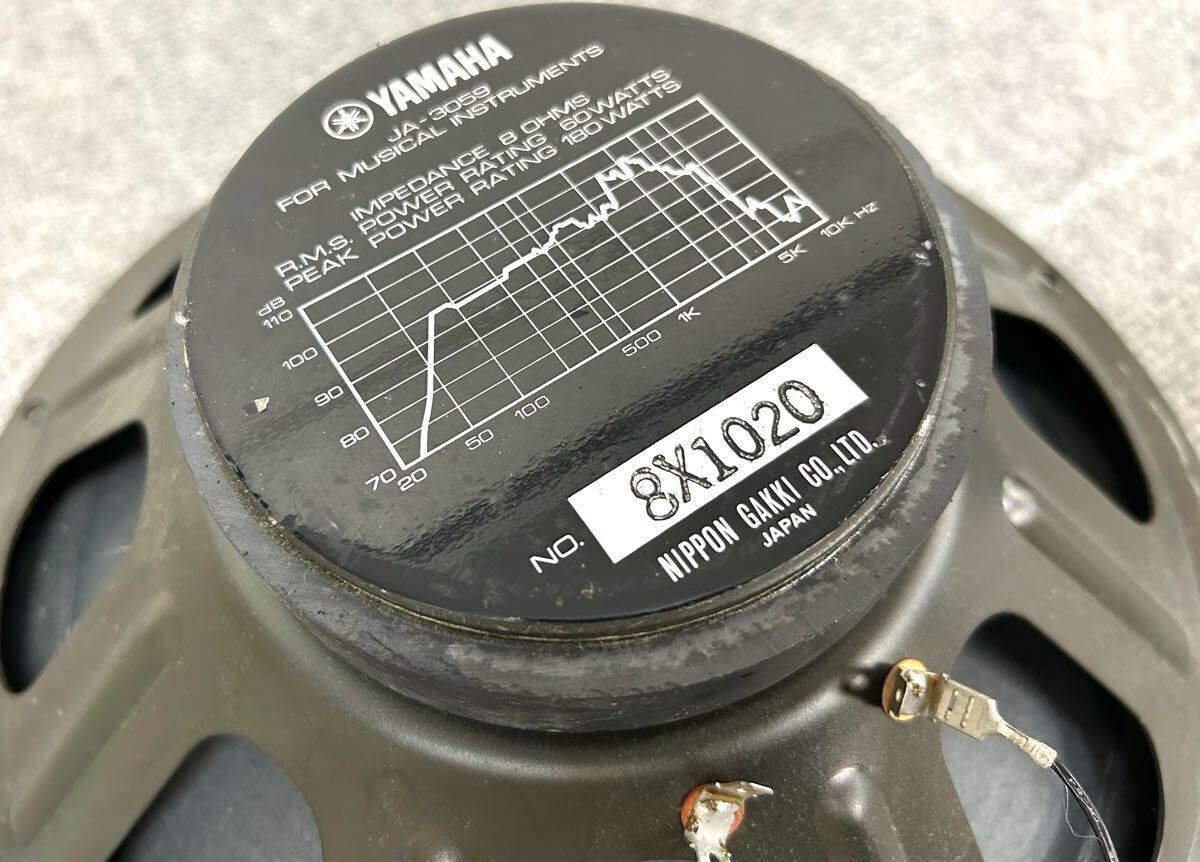 YAMAHA
JA-3059
FOR MUSICAL INSTRUMENTS
IMPEDANCE 8 OHMS
R.M.S. POWER RATING 60 WATTS
PEAK POWER RATING 180 WATTS
dB
110
100
90
80
70
20
50
100
500
1K
5K
10K Hz
NO. 8X1020
NIPPON GAKKI CO., LTD.
JAPAN